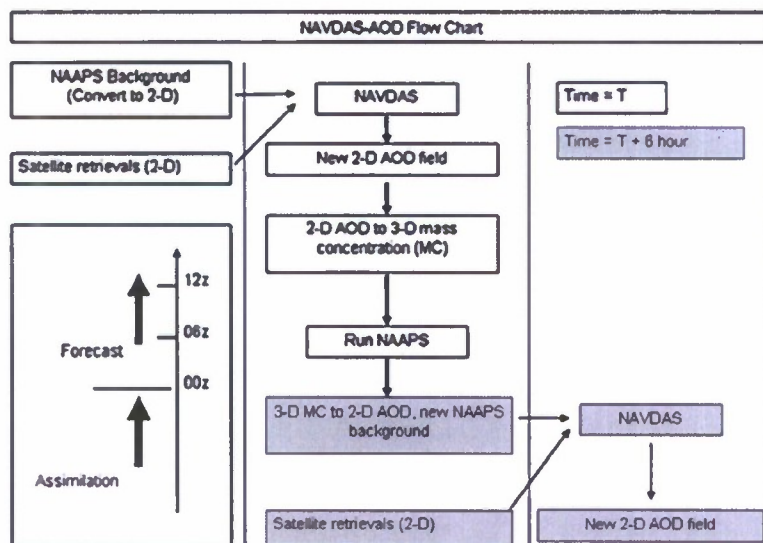 NAVDAS-AOD Flow Chart
NAAPS Background
(Convert to 2-D)
Satellite retrievals (2-D)
12z
06z
Forecast
00z
Assimilation
NAVDAS
New 2-D AOD field
2-D AOD to 3-D mass
concentration (MC)
Run NAAPS
3-D MC to 2-D AOD, new NAAPS
background
Satellite retrievals (2-D)
Time = T
Time = T + 6 hour
NAVDAS
New 2-D AOD field